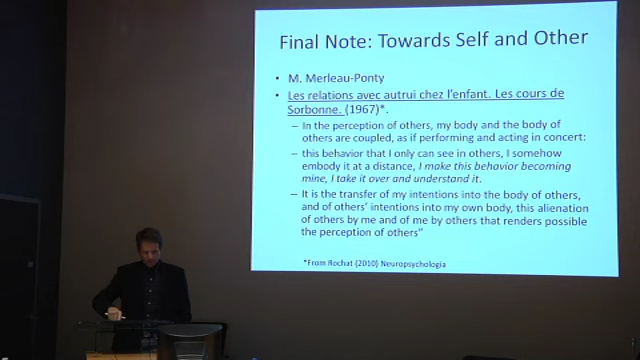 Final Note: Towards Self and Other
• M. Merleau-Ponty
• Les relations avec autrui chez l'enfant. Les cours de
Sorbonne. (1967)*.
– In the perception of others, my body and the body of
others are coupled, as if performing and acting in concert:
– this behavior that I only can see in others, I somehow
embody it at a distance, I make this behavior becoming
mine, I take it over and understand it.
– It is the transfer of my intentions into the body of others,
and of others' intentions into my own body, this alienation
of others by me and of me by others that renders possible
the perception of others"
*From Rochat (2010) Neuropsychologia